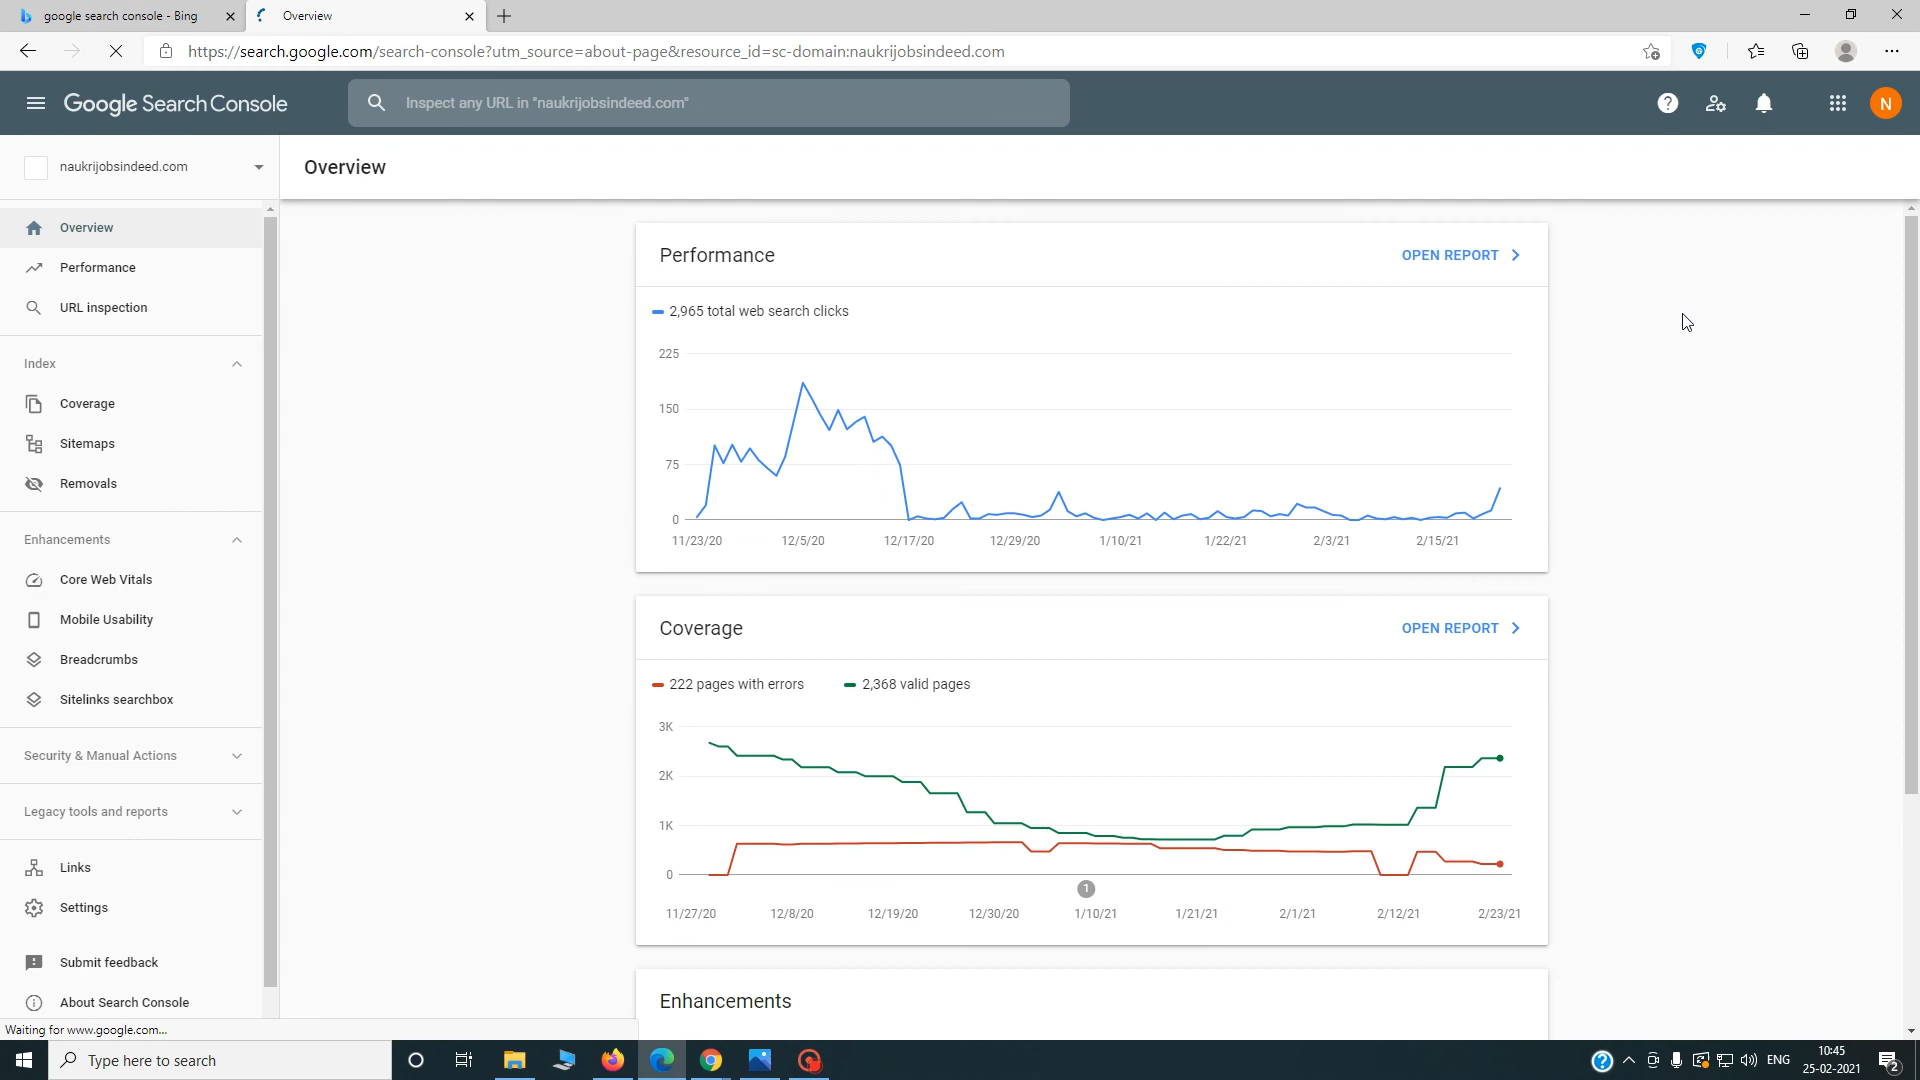 google search console - Bing
Overview
https://search.google.com/search-console?utm_source=about-page&resource_id=sc-domain:naukrijobsindeed.com
Google Search Console
Inspect any URL in "naukrijobsindeed.com"
N
naukrijobsindeed.com
Overview
Overview
Performance
URL inspection
Index
Coverage
Sitemaps
Removals
Enhancements
Core Web Vitals
Mobile Usability
Breadcrumbs
Sitelinks searchbox
Security & Manual Actions
Legacy tools and reports
Links
Settings
Submit feedback
About Search Console
Waiting for www.google.com...
Performance
OPEN REPORT
2,965 total web search clicks
225
150
75
0
11/23/20 12/5/20 12/17/20 12/29/20 1/10/21 1/22/21 2/3/21 2/15/21
Coverage
OPEN REPORT
222 pages with errors 2,368 valid pages
3K
2K
1K
0
1
11/27/20 12/8/20 12/19/20 12/30/20 1/10/21 1/21/21 2/1/21 2/12/21 2/23/21
Enhancements
Type here to search
ENG
10:45
25-02-2021
2